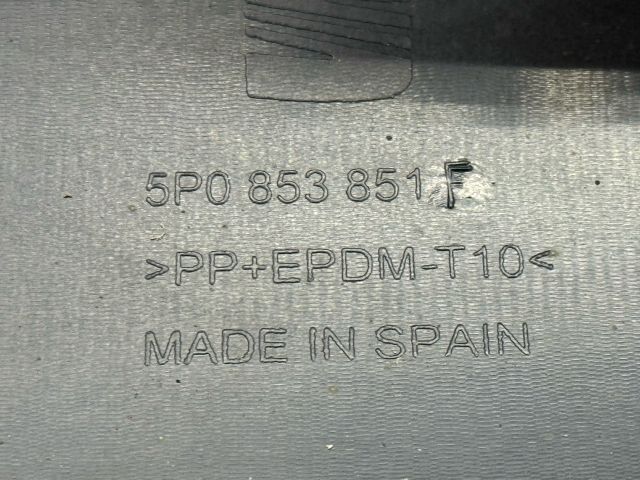 5P0 853 851 F
>PP+EPDM-T10<
MADE IN SPAIN